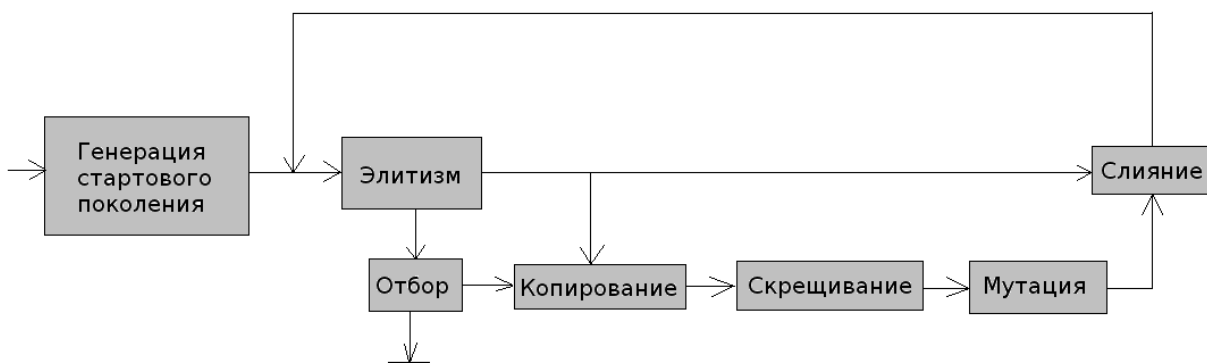 Генерация
стартового
поколения
Элитизм
Слияние
Отбор
Копирование
Скрещивание
Мутация